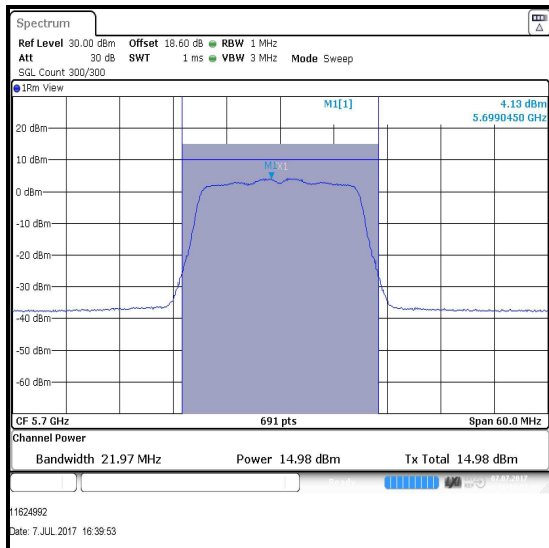 Spectrum
Ref Level 30.00 dBm Offset 18.60 dB RBW 1 MHz
Att 30 dB SWT 1 ms VBW 3 MHz Mode Sweep
SGL Count 300/300
1Rm View
M1[1] 4.13 dBm
5.6990450 GHz
20 dBm
10 dBm
M1
0 dBm
-10 dBm
-20 dBm
-30 dBm
-40 dBm
-50 dBm
-60 dBm
CF 5.7 GHz 691 pts Span 60.0 MHz
Channel Power
Bandwidth 21.97 MHz Power 14.98 dBm Tx Total 14.98 dBm
Ready 07.07.2017
11624992
Date: 7.JUL.2017 16:39:53